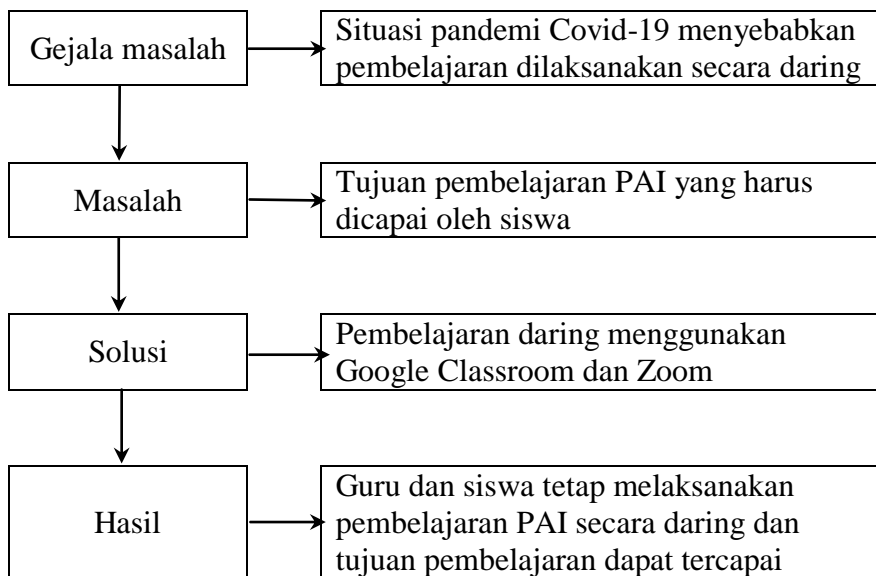 Gejala masalah
Situasi pandemi Covid-19 menyebabkan
pembelajaran dilaksanakan secara daring
Masalah
Tujuan pembelajaran PAI yang harus
dicapai oleh siswa
Solusi
Pembelajaran daring menggunakan
Google Classroom dan Zoom
Hasil
Guru dan siswa tetap melaksanakan
pembelajaran PAI secara daring dan
tujuan pembelajaran dapat tercapai